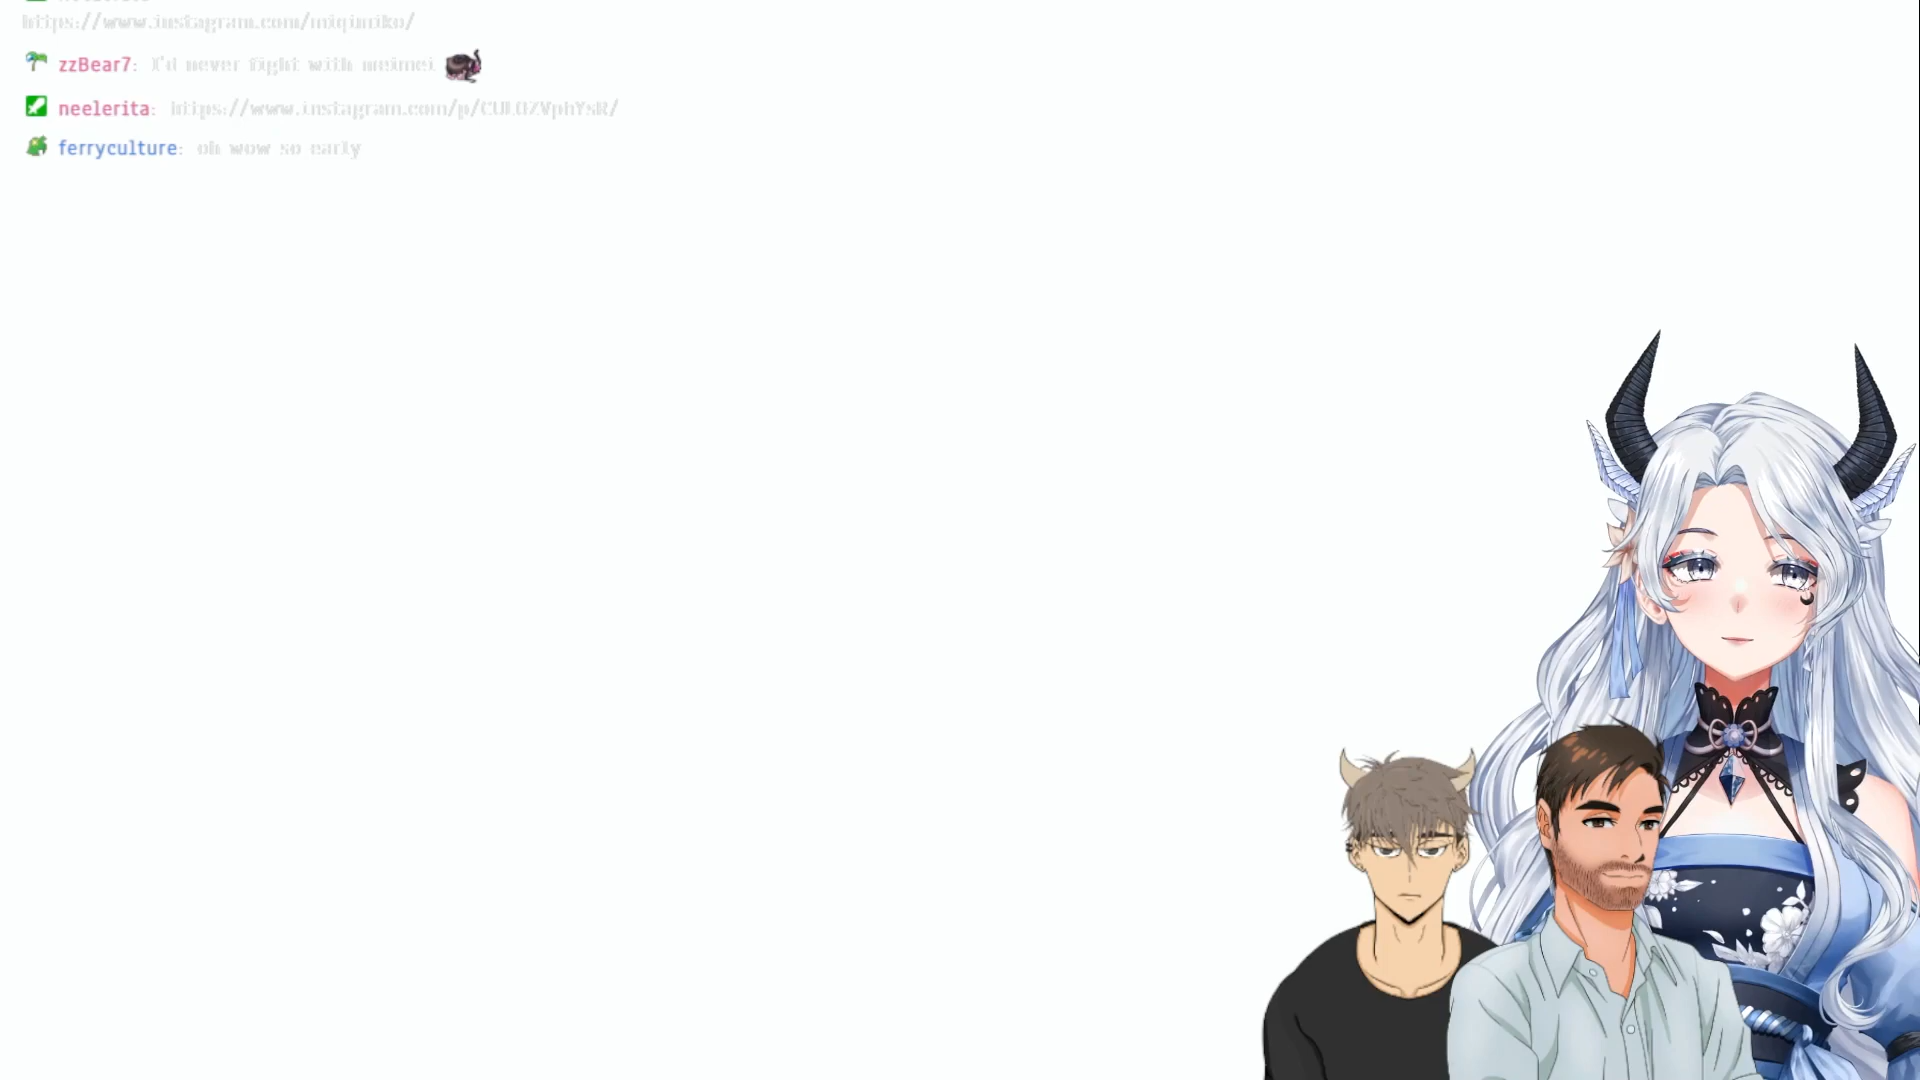 https://www.instagram.com/miqimiko/
zzBear7: I'd never fight with meimei
neelerita: https://www.instagram.com/p/CUL0ZVphYsR/
ferryculture: oh wow so early